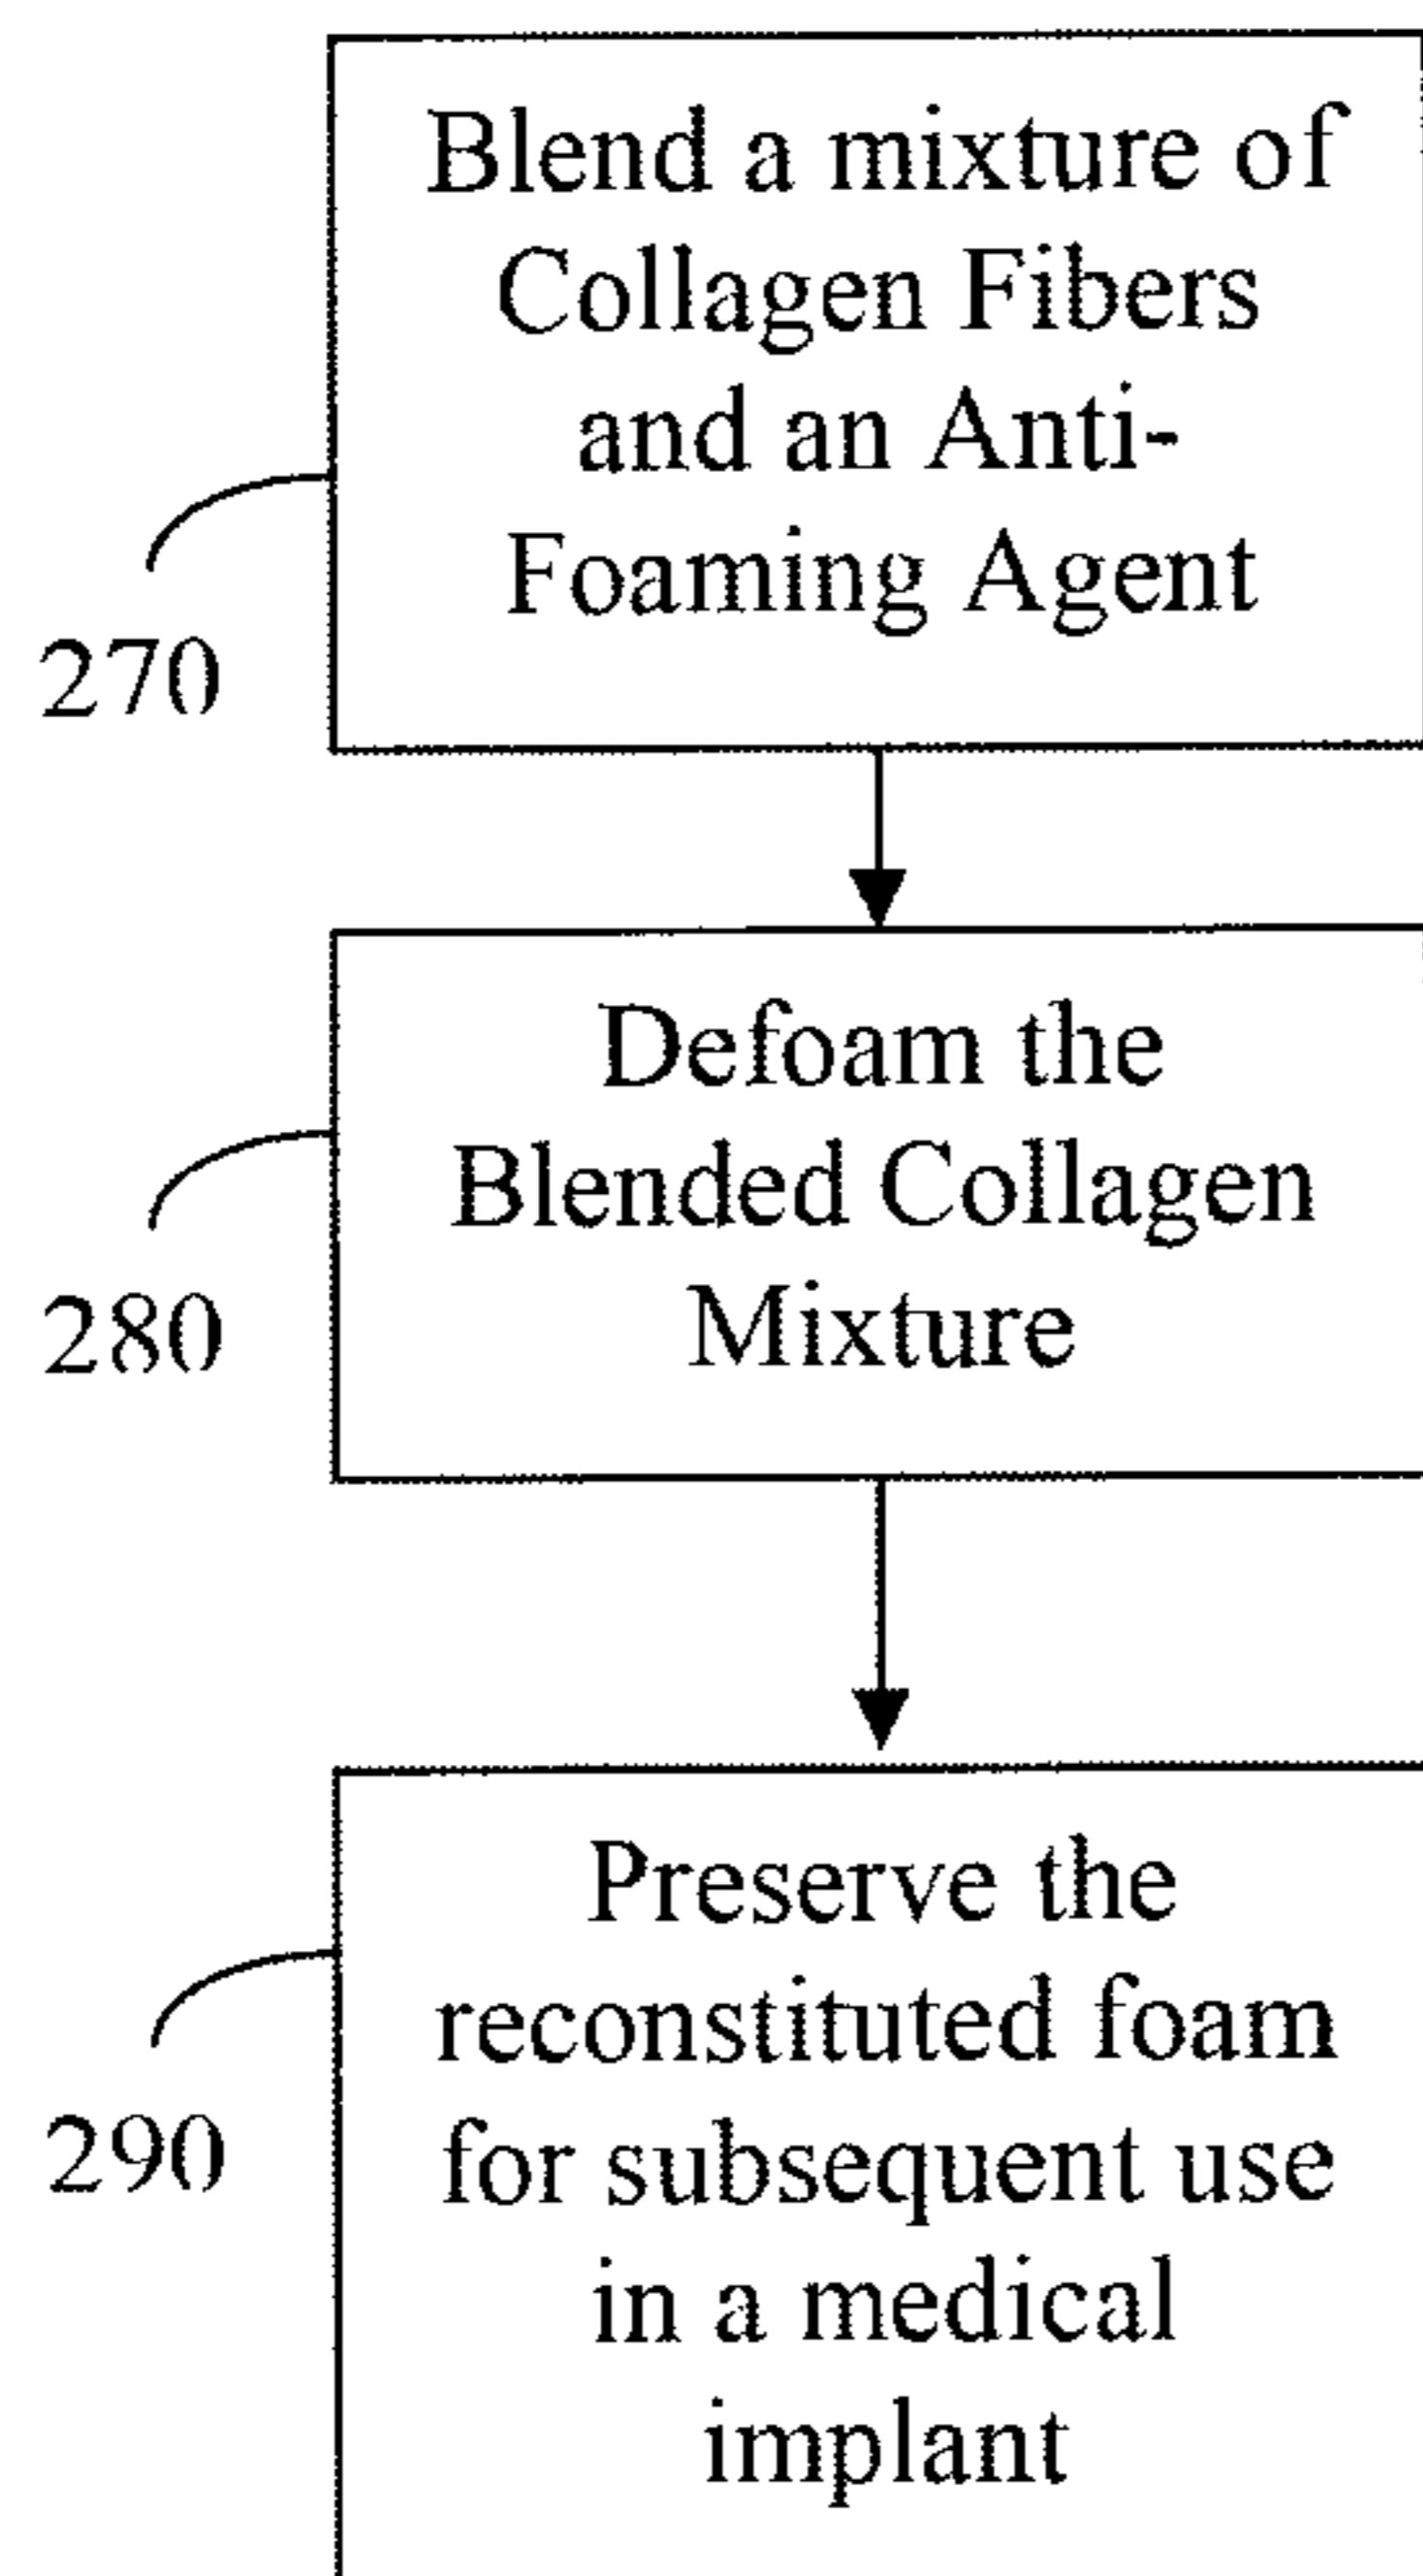 Blend a mixture of
Collagen Fibers
and an Anti-
Foaming Agent
270
Defoam the
Blended Collagen
Mixture
280
Preserve the
reconstituted foam
for subsequent use
in a medical
implant
290